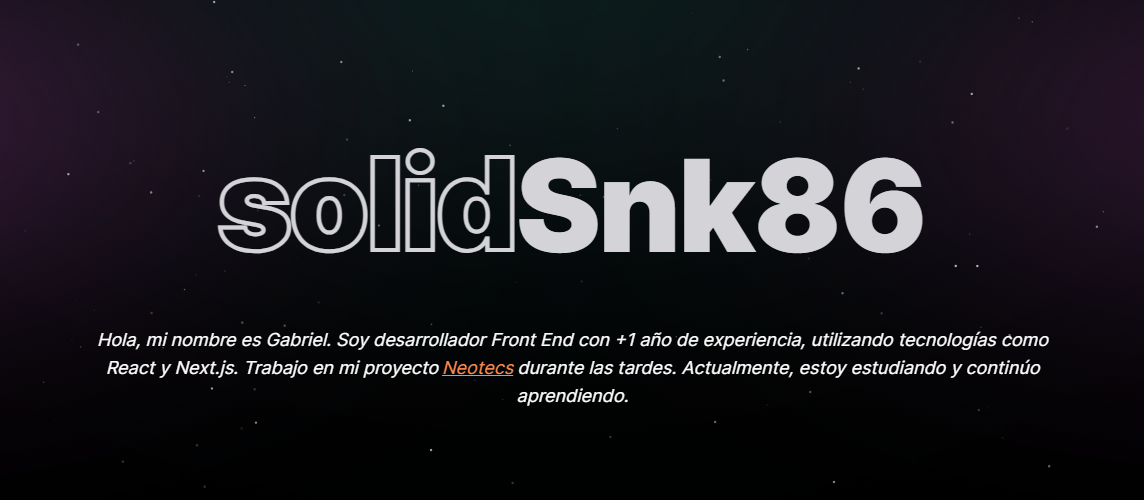 solidSnk86
Hola, mi nombre es Gabriel. Soy desarrollador Front End con +1 año de experiencia, utilizando tecnologías como
React y Next.js. Trabajo en mi proyecto Neotecs durante las tardes. Actualmente, estoy estudiando y continúo
aprendiendo.